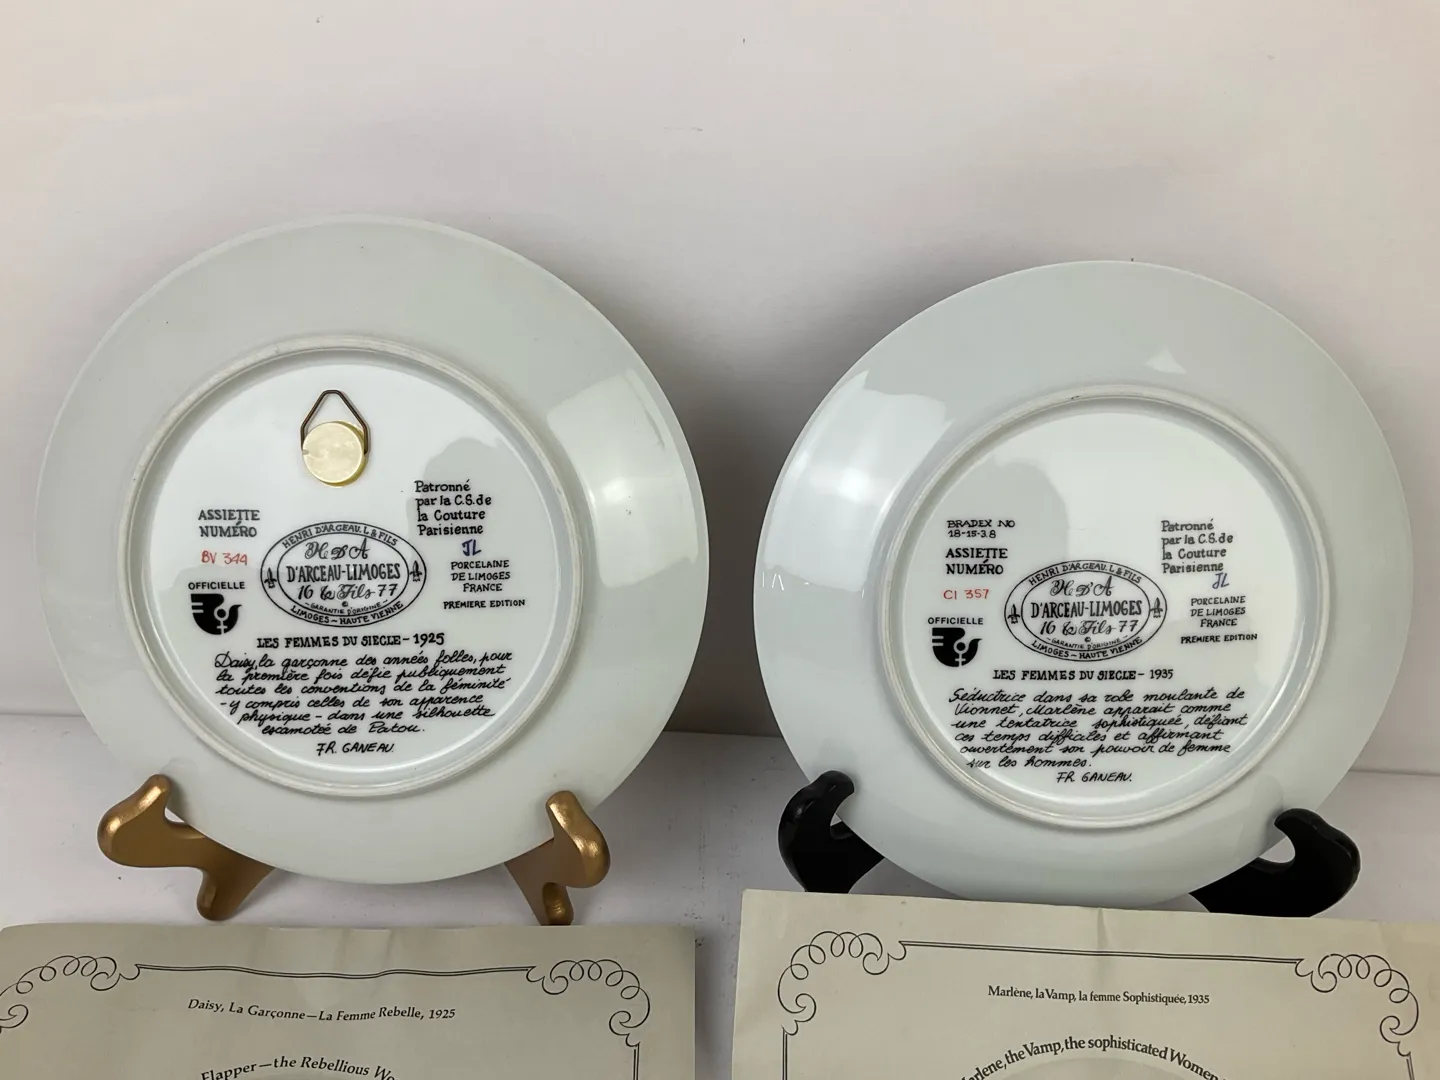 ASSIETTE
NUMÉRO
BV 344
OFFICIELLE
Patronné
par la C.S. de
la Couture
Parisienne
JL
PORCELAINE
DE LIMOGES
FRANCE
PREMIERE EDITION
HENRI D'ARCEAU. L & FILS
H D A
D'ARCEAU-LIMOGES
16 & Fils 77
GARANTIE D'ORIGINE
©
LIMOGES - HAUTE VIENNE
LES FEMMES DU SIECLE - 1925
Daisy, la garçonne des années folles, pour
la première fois défie publiquement
toutes les conventions de la féminité
- y compris celles de son apparence
physique - dans une silhouette
escamotée de Patou.
FR. GANEAU.
BRADEX NO
18-15-3.8
ASSIETTE
NUMÉRO
CI 357
OFFICIELLE
Patronné
par la C.S. de
la Couture
Parisienne
JL
PORCELAINE
DE LIMOGES
FRANCE
PREMIERE EDITION
HENRI D'ARCEAU. L & FILS
H D A
D'ARCEAU-LIMOGES
16 & Fils 77
©
GARANTIE D'ORIGINE
LIMOGES - HAUTE VIENNE
LES FEMMES DU SIECLE - 1935
Séductrice dans sa robe moulante de
Vionnet, Marlène apparait comme
une tentatrice sophistiquée, défiant
ces temps difficiles et affirmant
ouvertement son pouvoir de femme
sur les hommes.
FR GANEAU.
Daisy, La Garçonne—La Femme Rebelle, 1925
Flapper—the Rebellious
Marlène, la Vamp, la femme Sophistiquée, 1935
the Vamp, the sophisticated Women